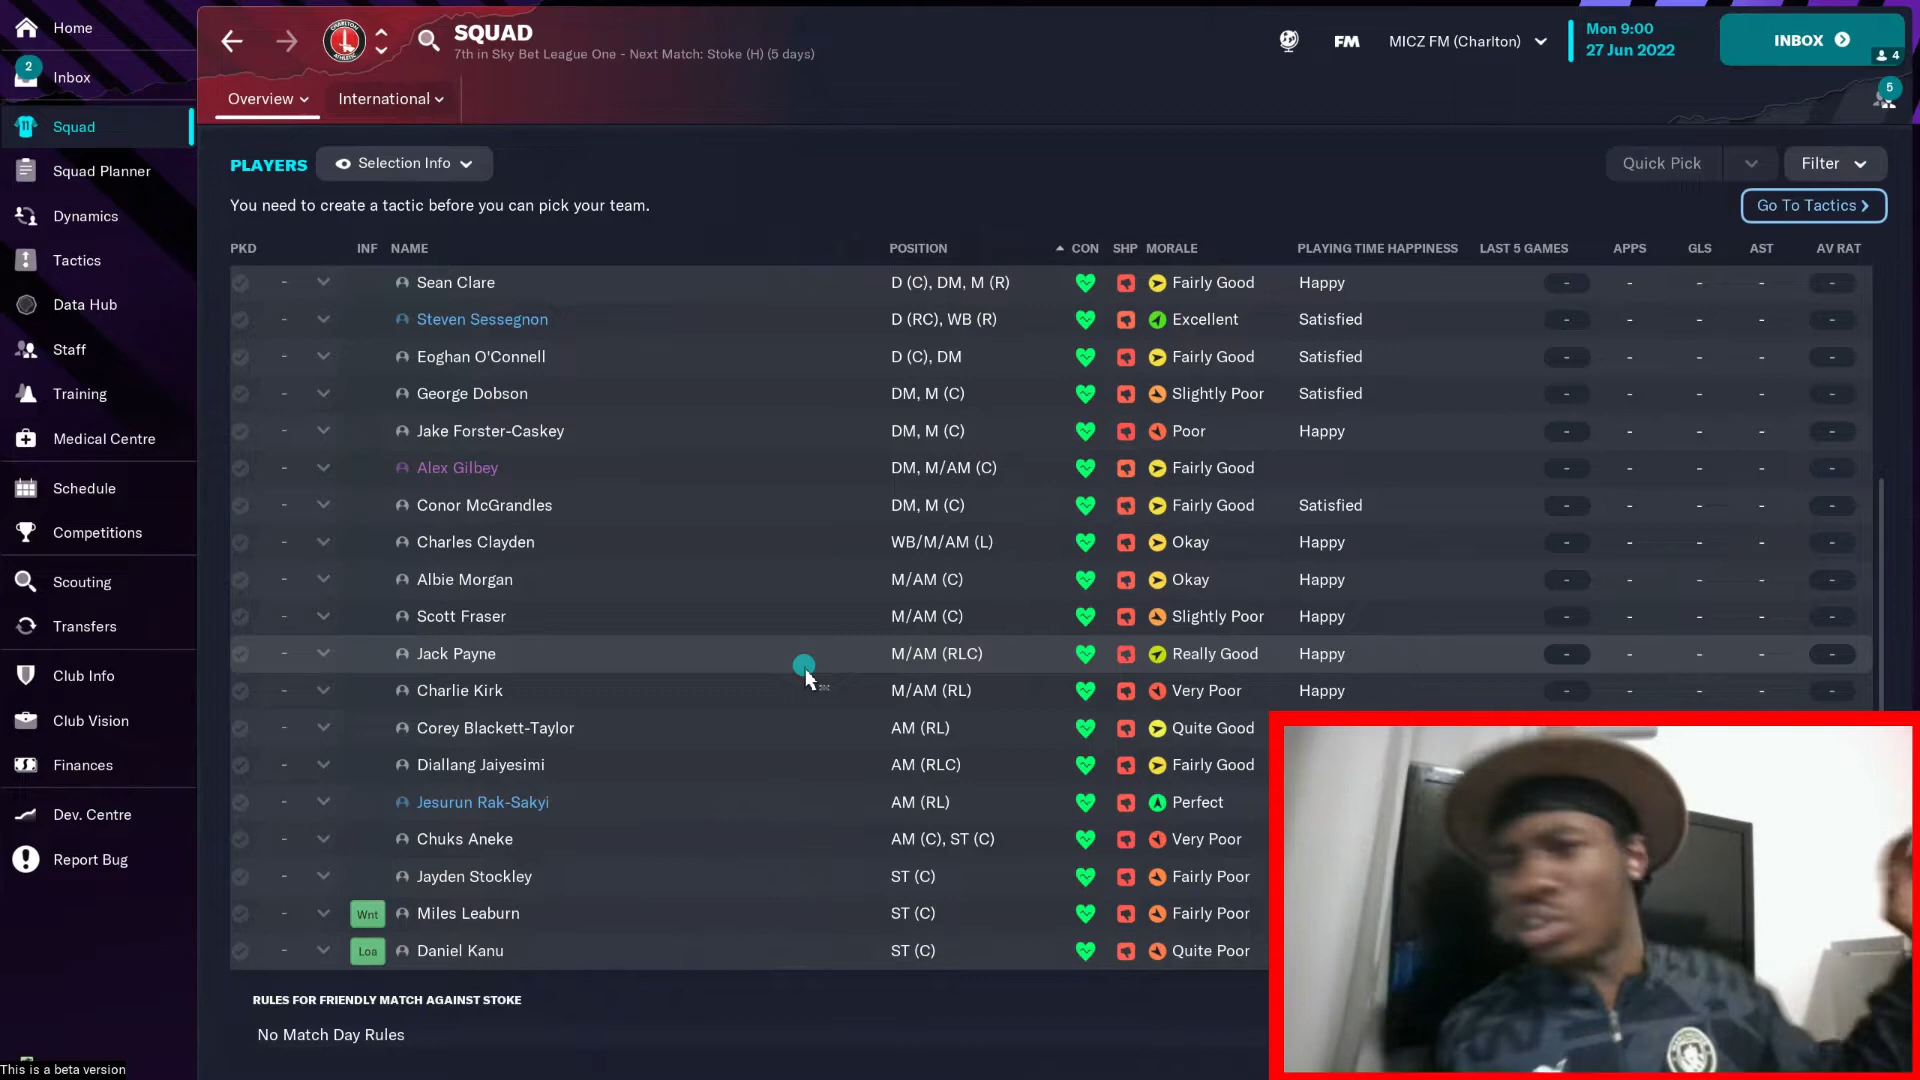 Home
SQUAD
7th in Sky Bet League One - Next Match: Stoke (H) (5 days)
FM
MICZ FM (Charlton)
Mon 9:00
27 Jun 2022
INBOX
4
2
Inbox
5
Overview
International
Squad
Squad Planner
Dynamics
Tactics
Data Hub
Staff
Training
Medical Centre
Schedule
Competitions
Scouting
Transfers
Club Info
Club Vision
Finances
Dev. Centre
Report Bug
This is a beta version
PLAYERS
Selection Info
Quick Pick
Filter
You need to create a tactic before you can pick your team.
Go To Tactics
PKD INF NAME POSITION CON SHP MORALE PLAYING TIME HAPPINESS LAST 5 GAMES APPS GLS AST AV RAT
- Sean Clare D (C), DM, M (R) Fairly Good Happy - - - - -
- Steven Sessegnon D (RC), WB (R) Excellent Satisfied - - - - -
- Eoghan O'Connell D (C), DM Fairly Good Satisfied - - - - -
- George Dobson DM, M (C) Slightly Poor Satisfied - - - - -
- Jake Forster-Caskey DM, M (C) Poor Happy - - - - -
- Alex Gilbey DM, M/AM (C) Fairly Good - - - - -
- Conor McGrandles DM, M (C) Fairly Good Satisfied - - - - -
- Charles Clayden WB/M/AM (L) Okay Happy - - - - -
- Albie Morgan M/AM (C) Okay Happy - - - - -
- Scott Fraser M/AM (C) Slightly Poor Happy - - - - -
- Jack Payne M/AM (RLC) Really Good Happy - - - - -
- Charlie Kirk M/AM (RL) Very Poor Happy - - - - -
- Corey Blackett-Taylor AM (RL) Quite Good
- Diallang Jaiyesimi AM (RLC) Fairly Good
- Jesurun Rak-Sakyi AM (RL) Perfect
- Chuks Aneke AM (C), ST (C) Very Poor
- Jayden Stockley ST (C) Fairly Poor
- Wnt Miles Leaburn ST (C) Fairly Poor
- Loa Daniel Kanu ST (C) Quite Poor
RULES FOR FRIENDLY MATCH AGAINST STOKE
No Match Day Rules